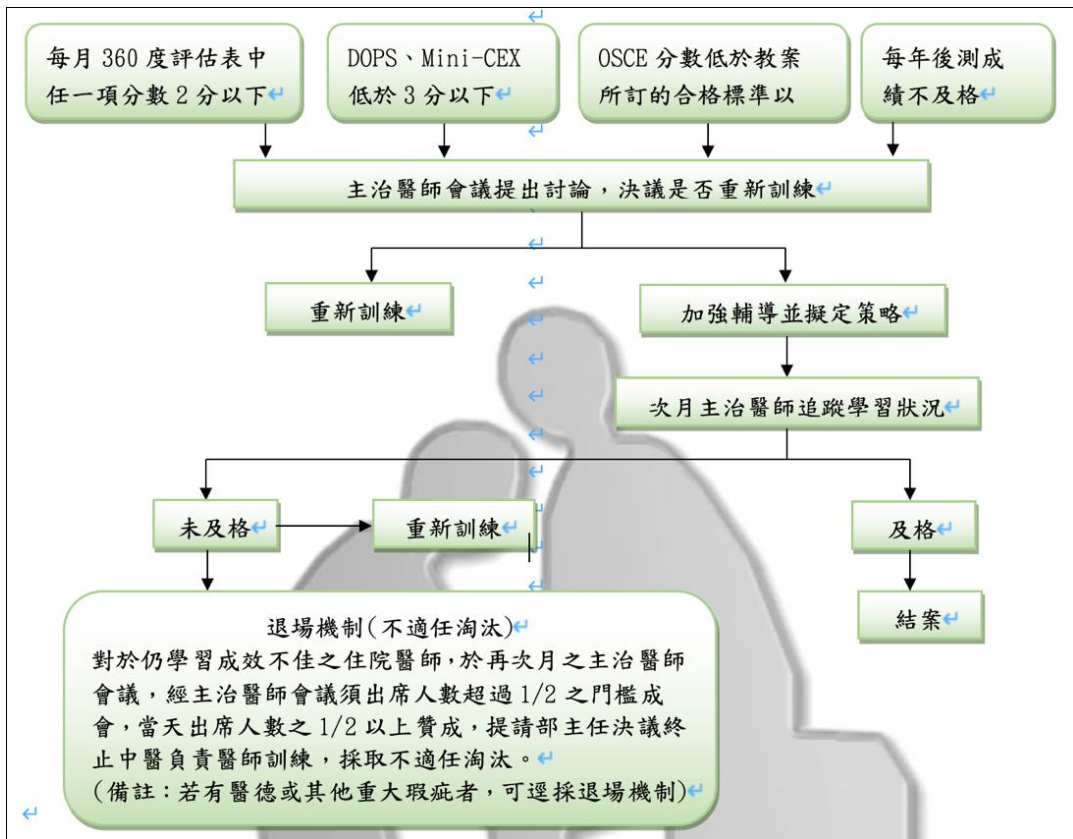 每月 360 度評估表中
任一項分數 2 分以下
DOPS、Mini-CEX
低於 3 分以下
OSCE 分數低於教案
所訂的合格標準以
每年後測成
績不及格
主治醫師會議提出討論，決議是否重新訓練
重新訓練
加強輔導並擬定策略
次月主治醫師追蹤學習狀況
未及格
重新訓練
及格
結案
退場機制(不適任淘汰)
對於仍學習成效不佳之住院醫師，於再次月之主治醫師
會議，經主治醫師會議須出席人數超過 1/2 之門檻成
會，當天出席人數之 1/2 以上贊成，提請部主任決議終
止中醫負責醫師訓練，採取不適任淘汰。
(備註：若有醫德或其他重大瑕疵者，可逕採退場機制)